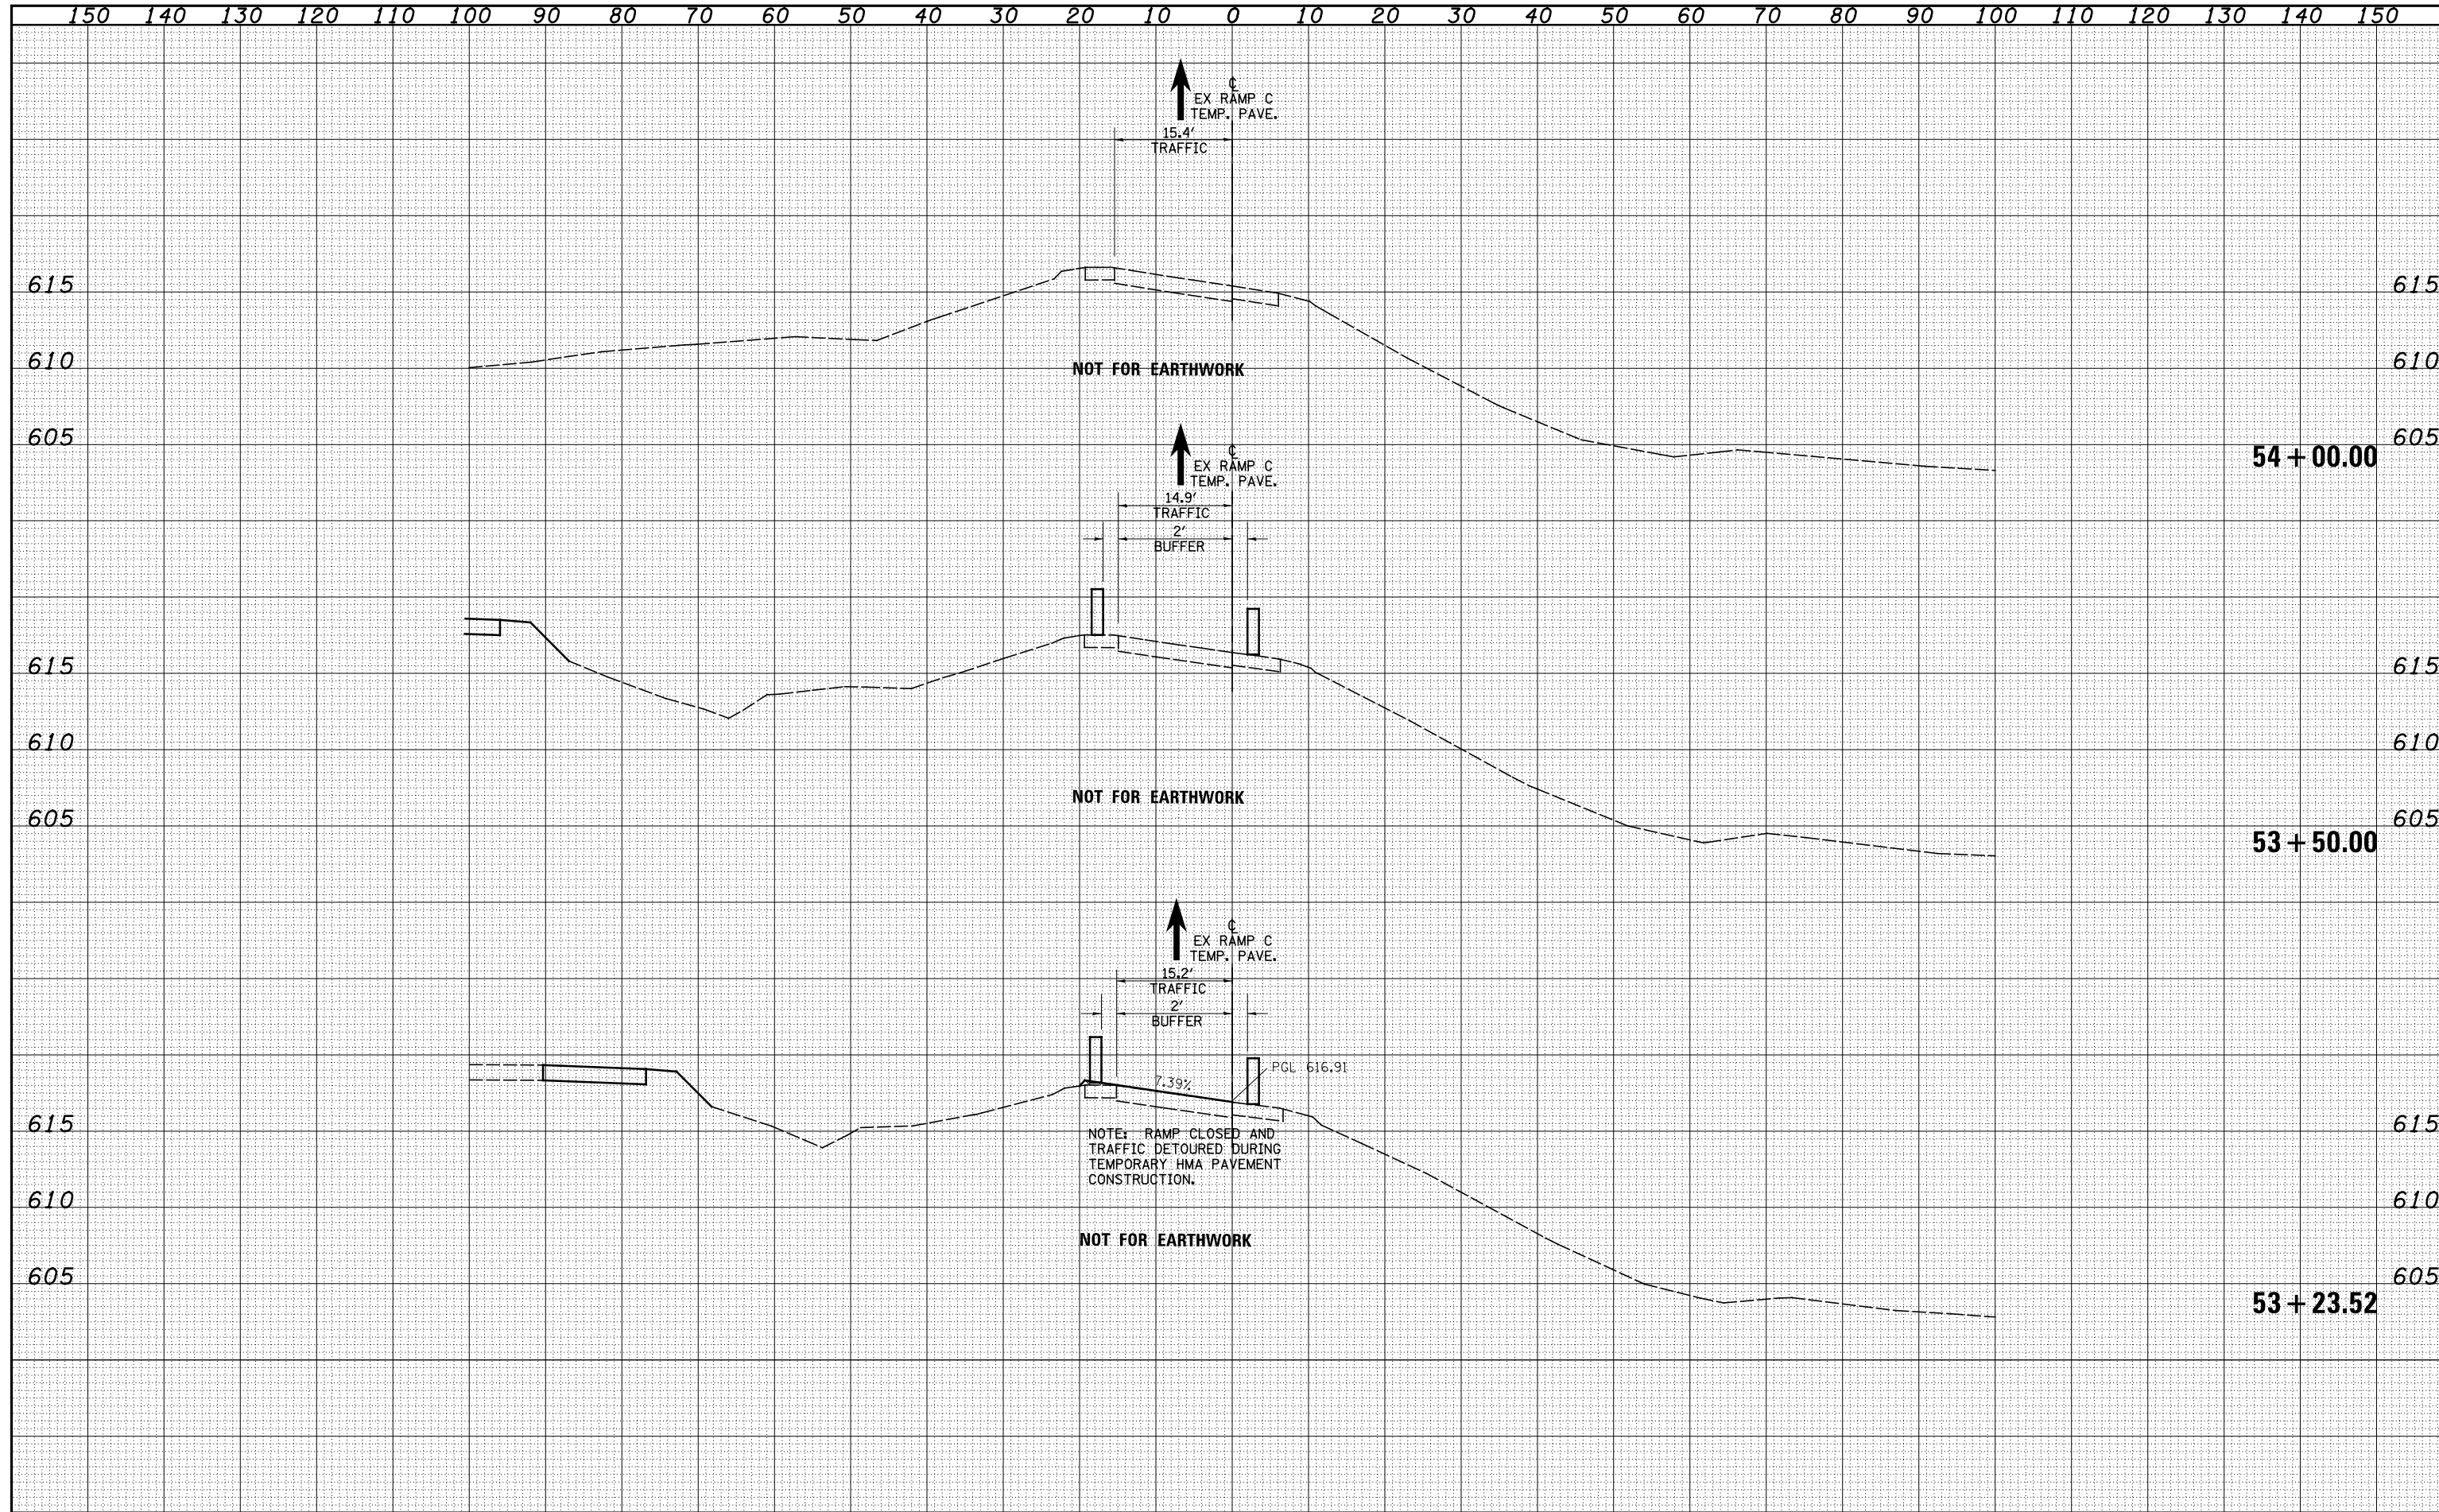 150 140 130 120 110 100 90 80 70 60 50 40 30 20 10 0 10 20 30 40 50 60 70 80 90 100 110 120 130 140 150
℄
EX RAMP C
TEMP. PAVE.
15.4'
TRAFFIC
615 615
610 610
NOT FOR EARTHWORK
605 605
54+00.00
℄
EX RAMP C
TEMP. PAVE.
14.9'
TRAFFIC
2'
BUFFER
615 615
610 610
NOT FOR EARTHWORK
605 605
53+50.00
℄
EX RAMP C
TEMP. PAVE.
15.2'
TRAFFIC
2'
BUFFER
PGL 616.91
7.39%
615 615
NOTE: RAMP CLOSED AND
TRAFFIC DETOURED DURING
TEMPORARY HMA PAVEMENT
CONSTRUCTION.
610 610
NOT FOR EARTHWORK
605 605
53+23.52